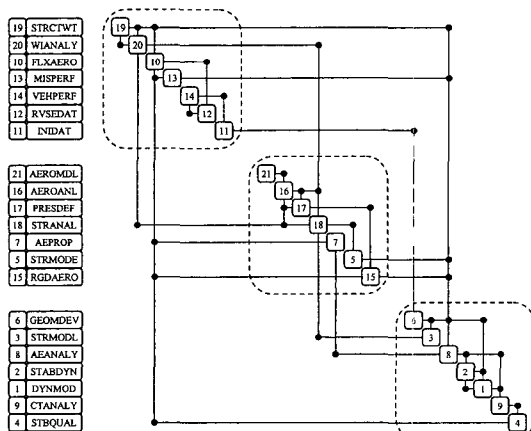 19 STRCTWT
20 WIANALY
10 FLXAERO
13 MISPERF
14 VEHPERF
12 RVSEDAT
11 INIDAT
19
20
10
13
14
12
11
21 AEROMDL
16 AEROANL
17 PRESDEF
18 STRANAL
7 AEPROP
5 STRMODE
15 RGDAERO
21
16
17
18
7
5
15
6 GEOMDEV
3 STRMODL
8 AEANALY
2 STABDYN
1 DYNMOD
9 CTANALY
4 STBQUAL
6
3
8
2
1
9
4